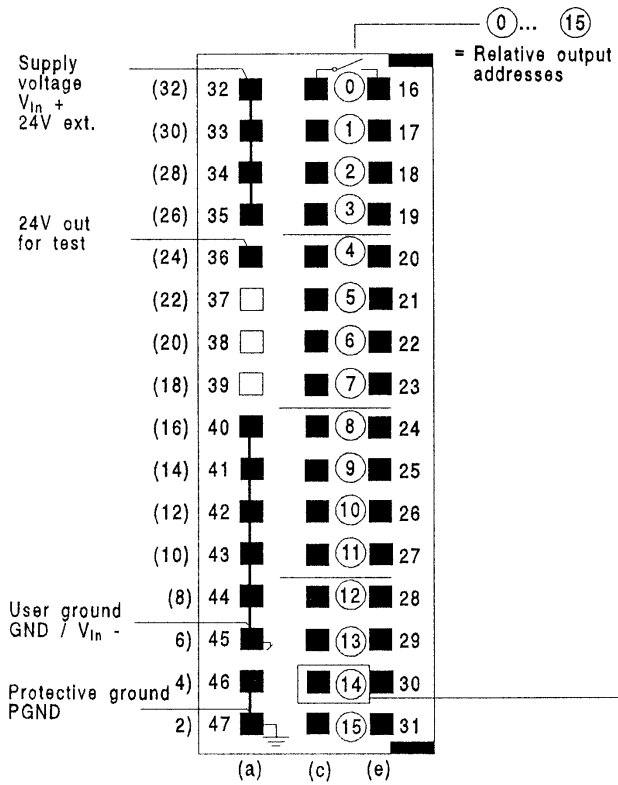 0 ... 15
= Relative output
addresses
Supply
voltage
VIn +
24V ext.
(32) 32 0 16
(30) 33 1 17
(28) 34 2 18
(26) 35 3 19
24V out
for test
(24) 36 4 20
(22) 37 5 21
(20) 38 6 22
(18) 39 7 23
(16) 40 8 24
(14) 41 9 25
(12) 42 10 26
(10) 43 11 27
(8) 44 12 28
User ground
GND / VIn -
6) 45 13 29
Protective ground
PGND
4) 46 14 30
2) 47 15 31
(a) (c) (e)